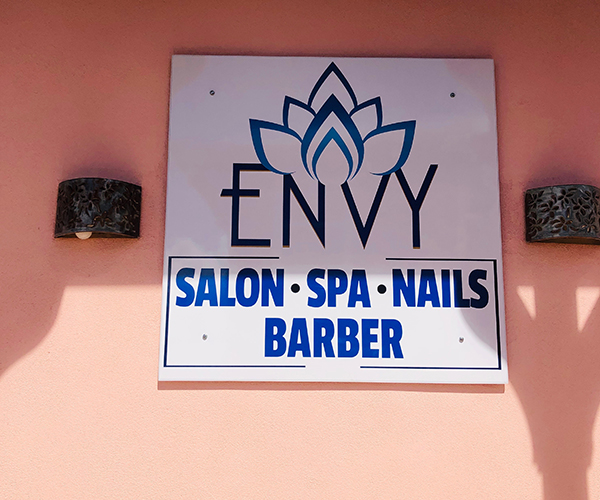 ENVY
SALON • SPA • NAILS
BARBER